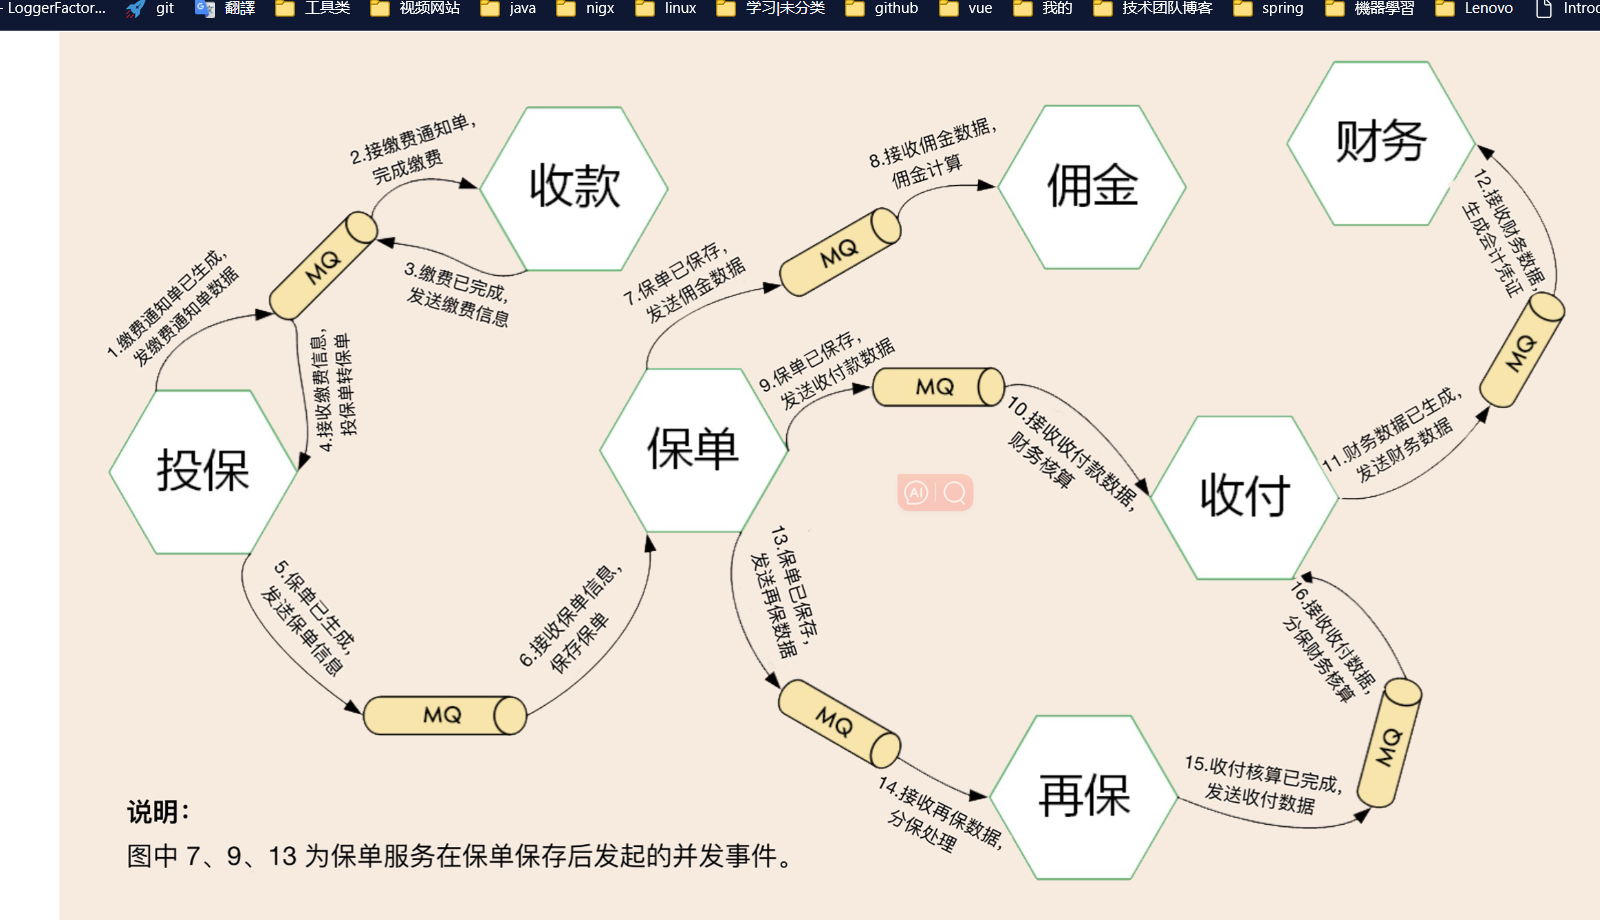 LoggerFactor...
git
翻譯
工具类
视频网站
java
nigx
linux
学习|未分类
github
vue
我的
技术团队博客
spring
機器學習
Lenovo
Introc
2.接缴费通知单，
完成缴费
收款
8.接收佣金数据，
佣金计算
佣金
财务
12.接收财务数据，
生成会计凭证
1.缴费通知单已生成，
发缴费通知单数据
MQ
3.缴费已完成，
发送缴费信息
7.保单已保存，
发送佣金数据
MQ
4.接收缴费信息，
投保单转保单
9.保单已保存，
发送收付款数据
MQ
MQ
投保
保单
10.接收收付款数据，
财务核算
收付
11.财务数据已生成，
发送财务数据
AI
5.保单已生成，
发送保单信息
6.接收保单信息，
保存保单
13.保单已保存，
发送再保数据
16.接收收付数据，
分保财务核算
MQ
MQ
MQ
14.接收再保数据，
分保处理
再保
15.收付核算已完成，
发送收付数据
说明：
图中 7、9、13 为保单服务在保单保存后发起的并发事件。